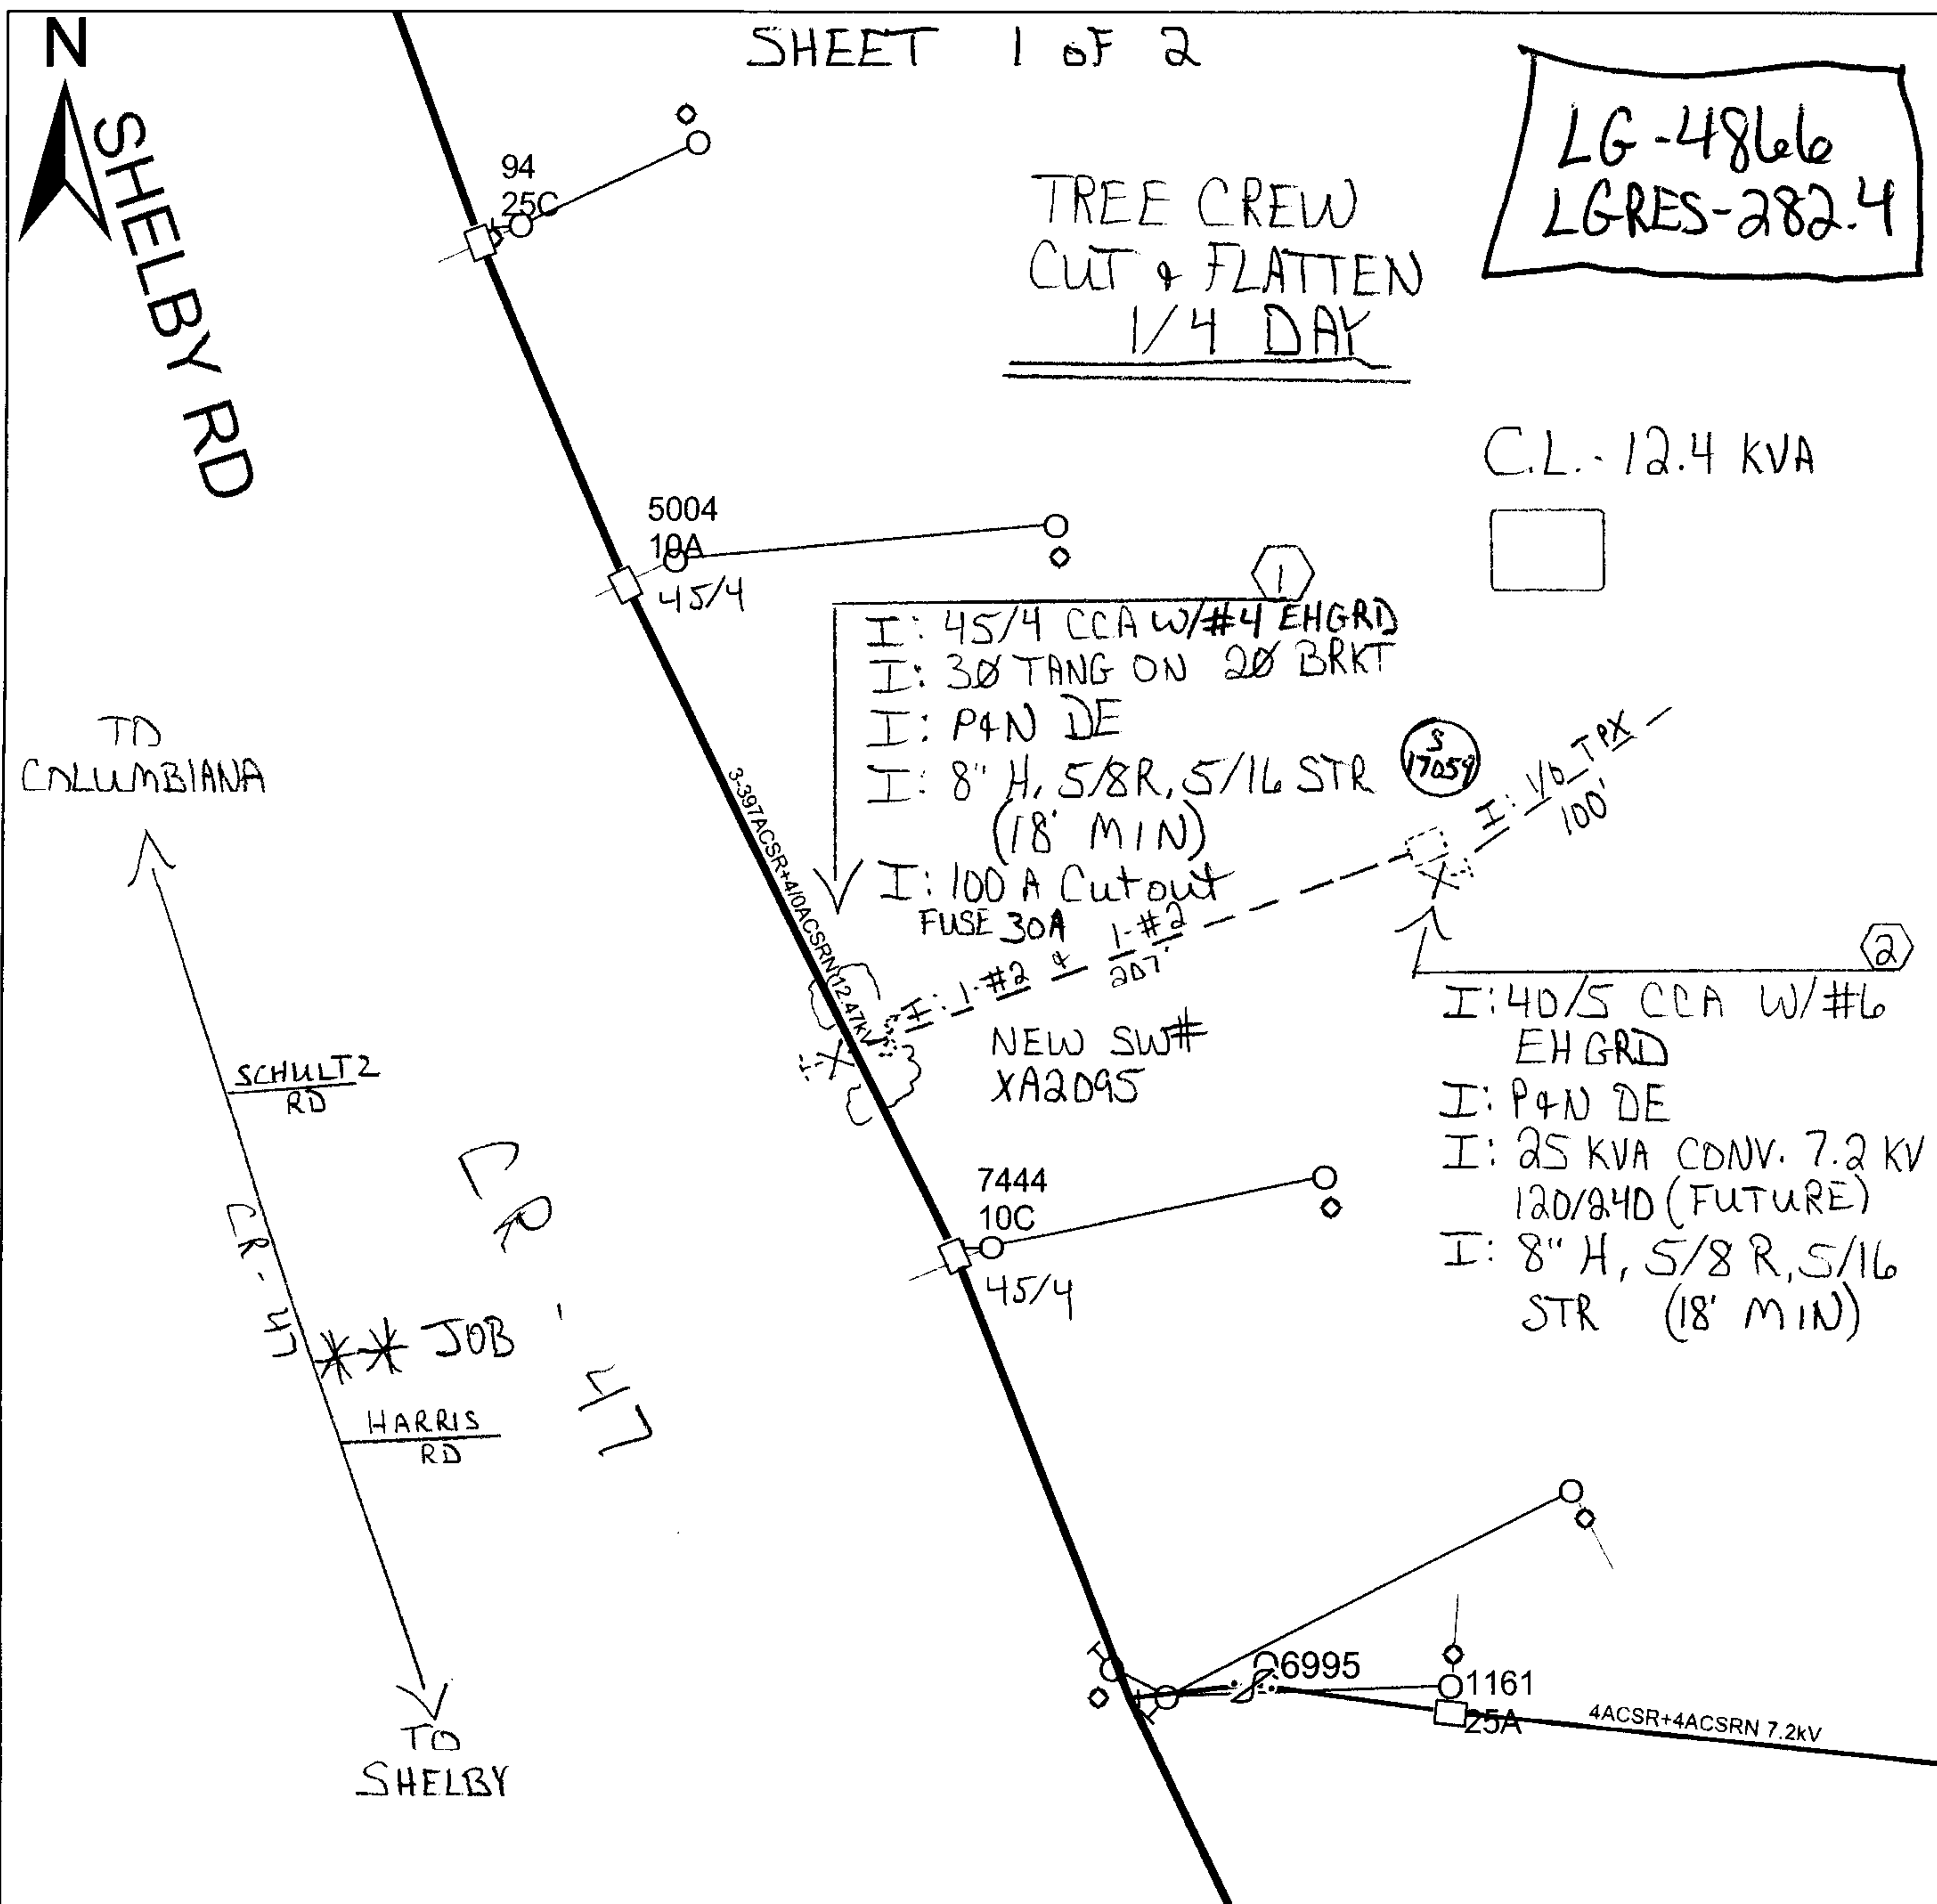 N
SHEET 1 OF 2
SHELBY RD
LG-4866
LGRES-282.4
TREE CREW
CUT & FLATTEN
1/4 DAY
94
25C
C.L. - 12.4 KVA
5004
10A
45/4
1
I: 45/4 CCA W/#4 EHGRD
I: 3Ø TANG ON 2Ø BRKT
I: P&N DE
I: 8" H, 5/8R, 5/16 STR
(18' MIN)
I: 100 A Cutout
FUSE 30A
S
17059
I: 1/0 TPX
100'
TO
COLUMBIANA
3-397ACSR+4/0ACSRN 12.47kV
I: 1-#2 & 1-#2
207'
NEW SW#
XA2095
2
I: 40/5 CCA W/#6
EHGRD
I: P&N DE
I: 25 KVA CONV. 7.2 KV
120/240 (FUTURE)
I: 8" H, 5/8 R, 5/16
STR (18' MIN)
SCHULTZ
RD
CR-47
CR-47
7444
10C
45/4
** JOB
HARRIS
RD
6995
1161
25A
4ACSR+4ACSRN 7.2kV
TO
SHELBY